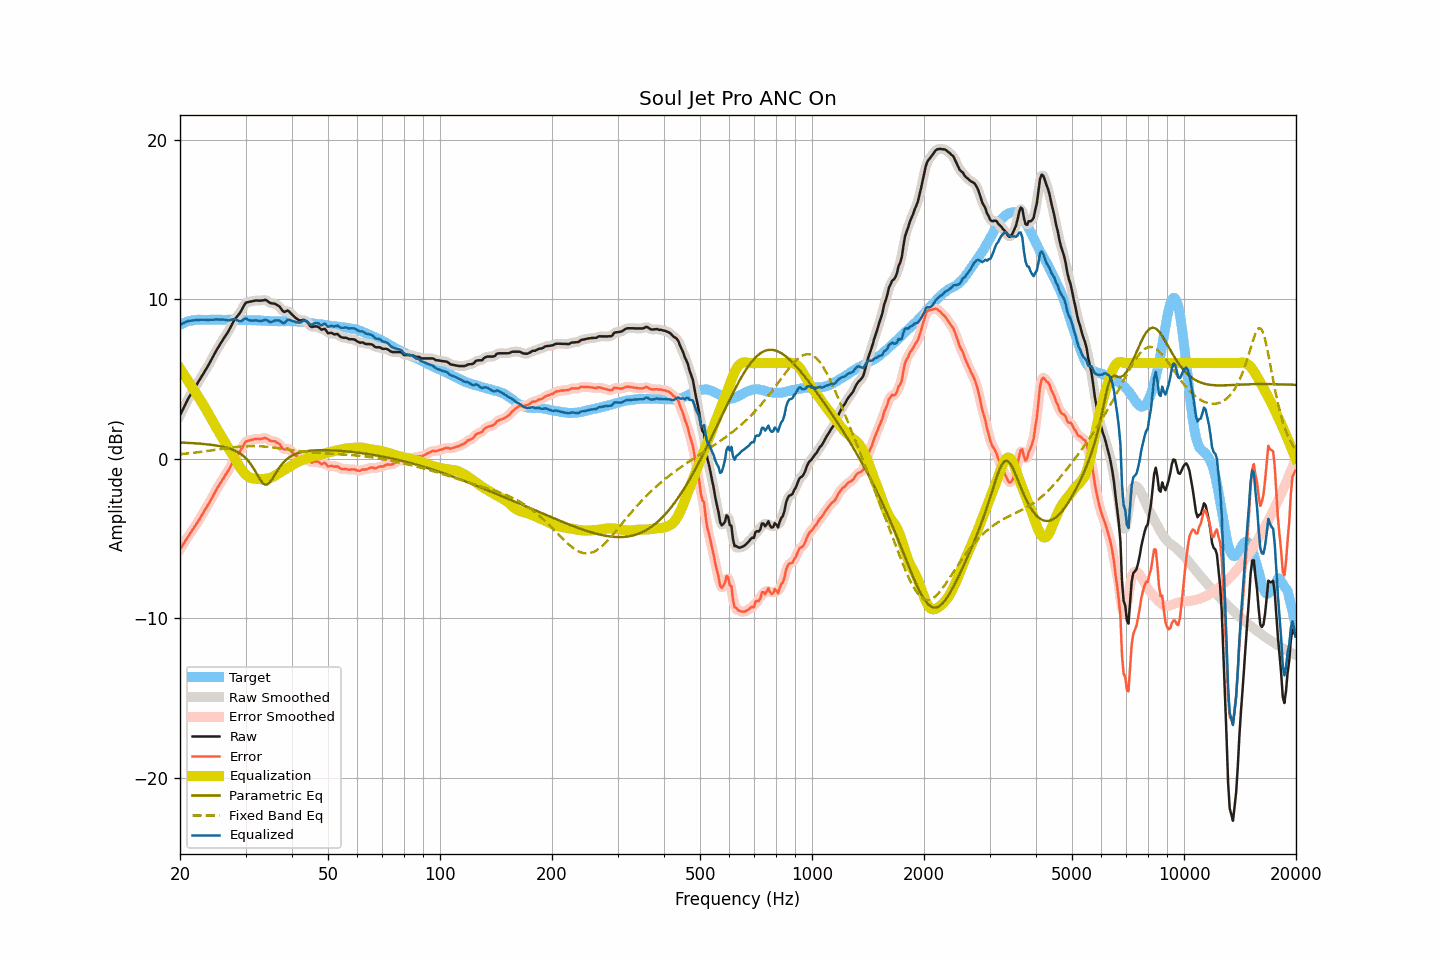 Soul Jet Pro ANC On
Amplitude (dBr)
20
10
0
−10
−20
Target
Raw Smoothed
Error Smoothed
Raw
Error
Equalization
Parametric Eq
Fixed Band Eq
Equalized
20 50 100 200 500 1000 2000 5000 10000 20000
Frequency (Hz)